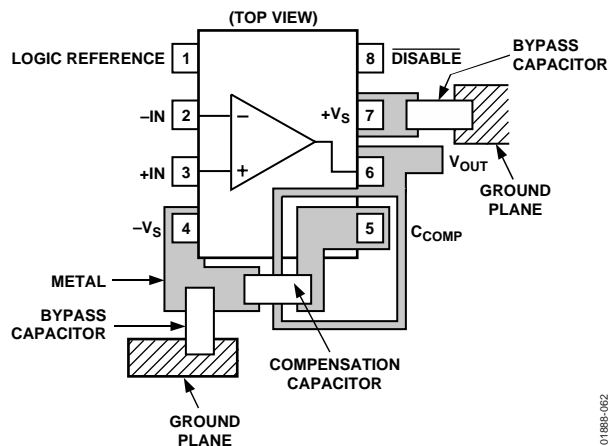 (TOP VIEW)
LOGIC REFERENCE
1
8
DISABLE
BYPASS
CAPACITOR
–IN
2
–
+VS
7
+IN
3
+
6
VOUT
GROUND
PLANE
–VS
4
5
CCOMP
METAL
BYPASS
CAPACITOR
COMPENSATION
CAPACITOR
GROUND
PLANE
01888-062